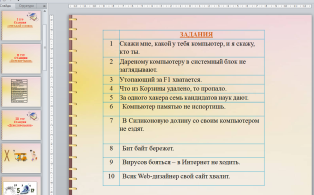 ЗАДАНИЯ
1 Скажи мне, какой у тебя компьютер, и я скажу,
кто ты.
2 Дареному компьютеру в системный блок не
заглядывают.
3 Утопающий за F1 хватается.
4 Что из Корзины удалено, то пропало.
5 За одного хакера семь кандидатов наук дают.
6 Компьютер памятью не испортишь.
7 В Силиконовую долину со своим компьютером
не ездят.
8 Бит байт бережет.
9 Вирусов бояться – в Интернет не ходить.
10 Всяк Web-дизайнер свой сайт хвалит.